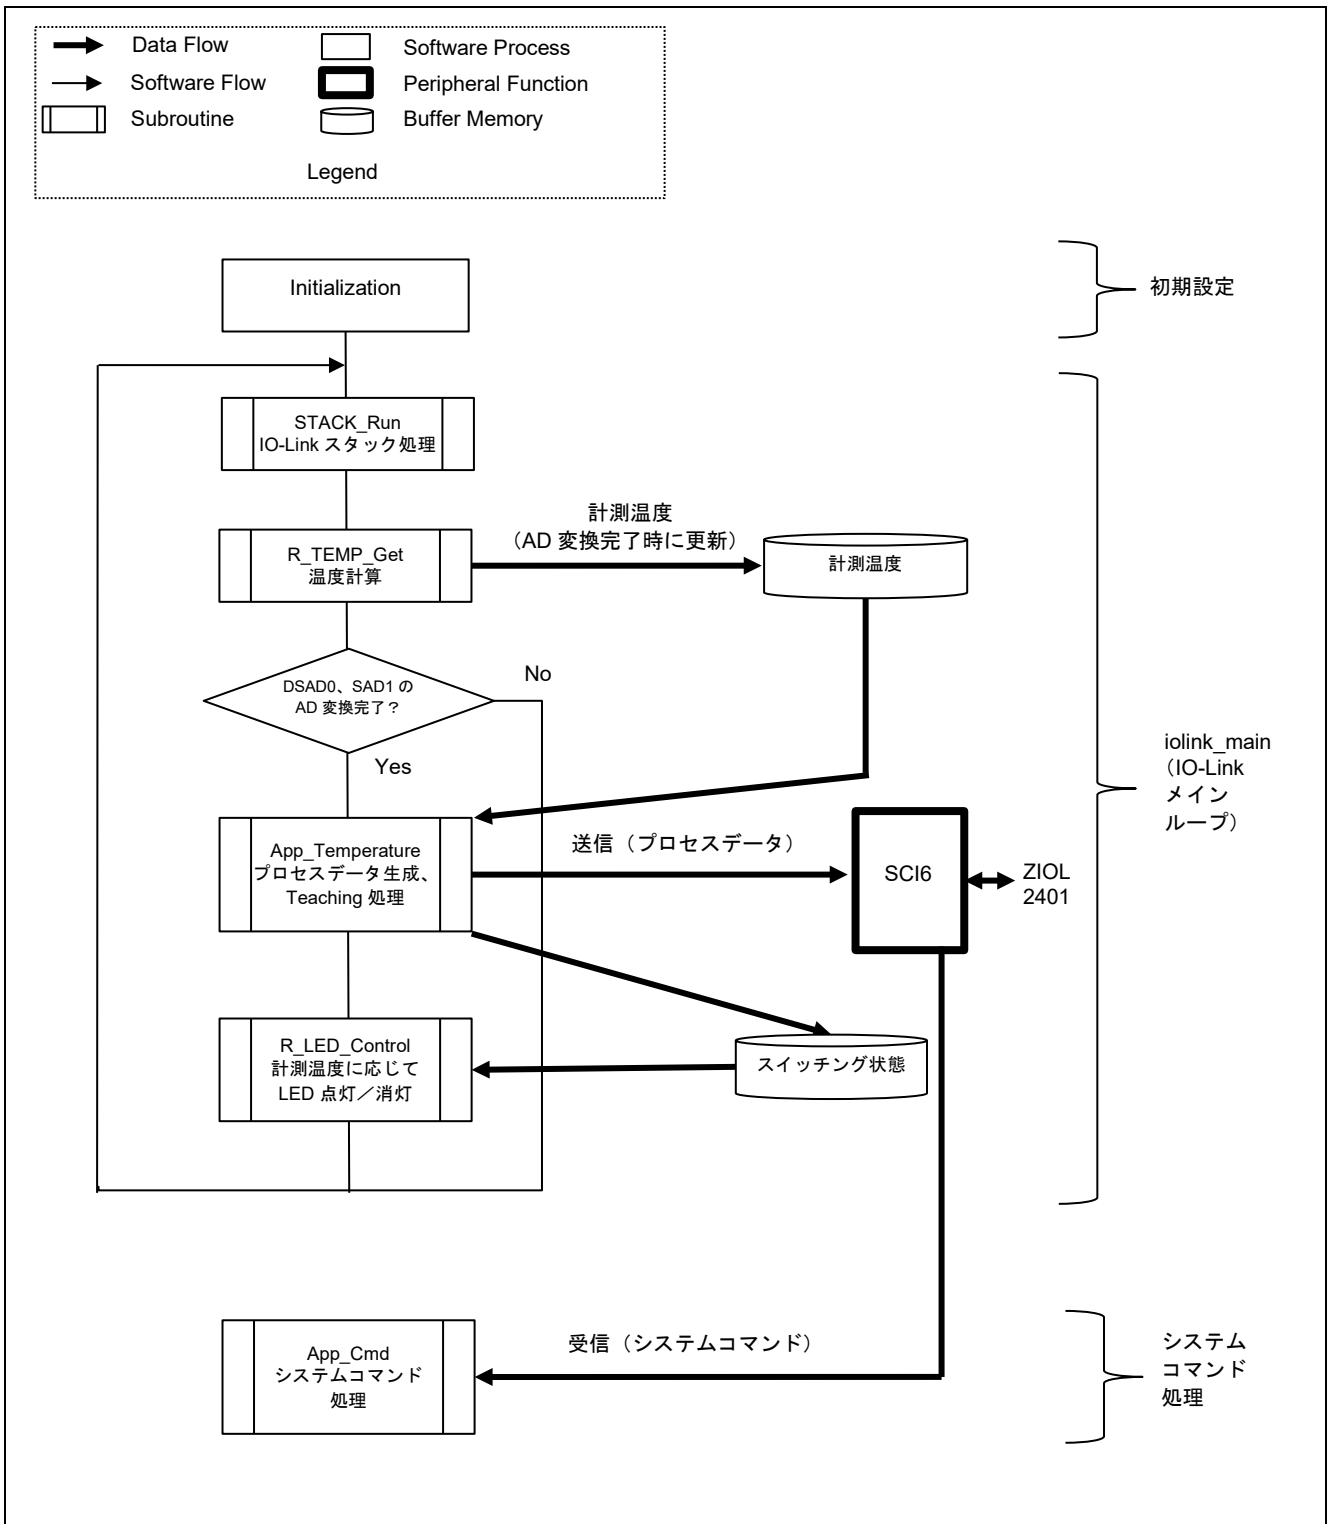 Data Flow
Software Process
Software Flow
Peripheral Function
Subroutine
Buffer Memory
Legend
Initialization
初期設定
STACK_Run
IO-Link スタック処理
計測温度
（AD 変換完了時に更新）
R_TEMP_Get
温度計算
計測温度
No
DSAD0、SAD1 の
AD 変換完了？
Yes
iolink_main
（IO-Link
メイン
ループ）
App_Temperature
プロセスデータ生成、
Teaching 処理
送信（プロセスデータ）
SCI6
ZIOL
2401
R_LED_Control
計測温度に応じて
LED 点灯／消灯
スイッチング状態
App_Cmd
システムコマンド
処理
受信（システムコマンド）
システム
コマンド
処理